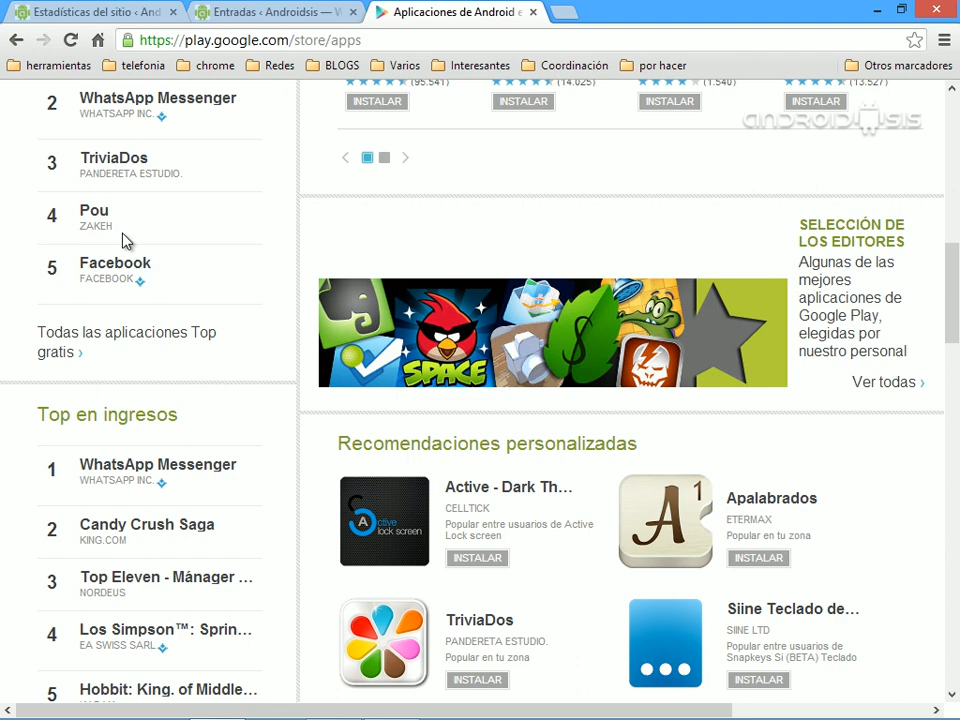 Estadísticas del sitio ‹ And
Entradas ‹ Androidsis — W
Aplicaciones de Android e
https://play.google.com/store/apps
herramientas
telefonia
chrome
Redes
BLOGS
Varios
Interesantes
Coordinación
por hacer
Otros marcadores
2
WhatsApp Messenger
WHATSAPP INC.
3
TriviaDos
PANDERETA ESTUDIO.
4
Pou
ZAKEH
5
Facebook
FACEBOOK
Todas las aplicaciones Top
gratis ›
Top en ingresos
1
WhatsApp Messenger
WHATSAPP INC.
2
Candy Crush Saga
KING.COM
3
Top Eleven - Mánager ...
NORDEUS
4
Los Simpson™: Sprin...
EA SWISS SARL
5
Hobbit: King. of Middle...
(95.541)
(14.025)
(1.540)
(13.527)
INSTALAR
INSTALAR
INSTALAR
INSTALAR
ANDROIDSIS
SPACE
$
SELECCIÓN DE
LOS EDITORES
Algunas de las
mejores
aplicaciones de
Google Play,
elegidas por
nuestro personal
Ver todas ›
Recomendaciones personalizadas
Active
lock screen
Active - Dark Th...
CELLTICK
Popular entre usuarios de Active
Lock screen
INSTALAR
A 1
Apalabrados
ETERMAX
Popular en tu zona
INSTALAR
TriviaDos
PANDERETA ESTUDIO.
Popular en tu zona
INSTALAR
Siine Teclado de...
SIINE LTD
Popular entre usuarios de
Snapkeys Si (BETA) Teclado
INSTALAR